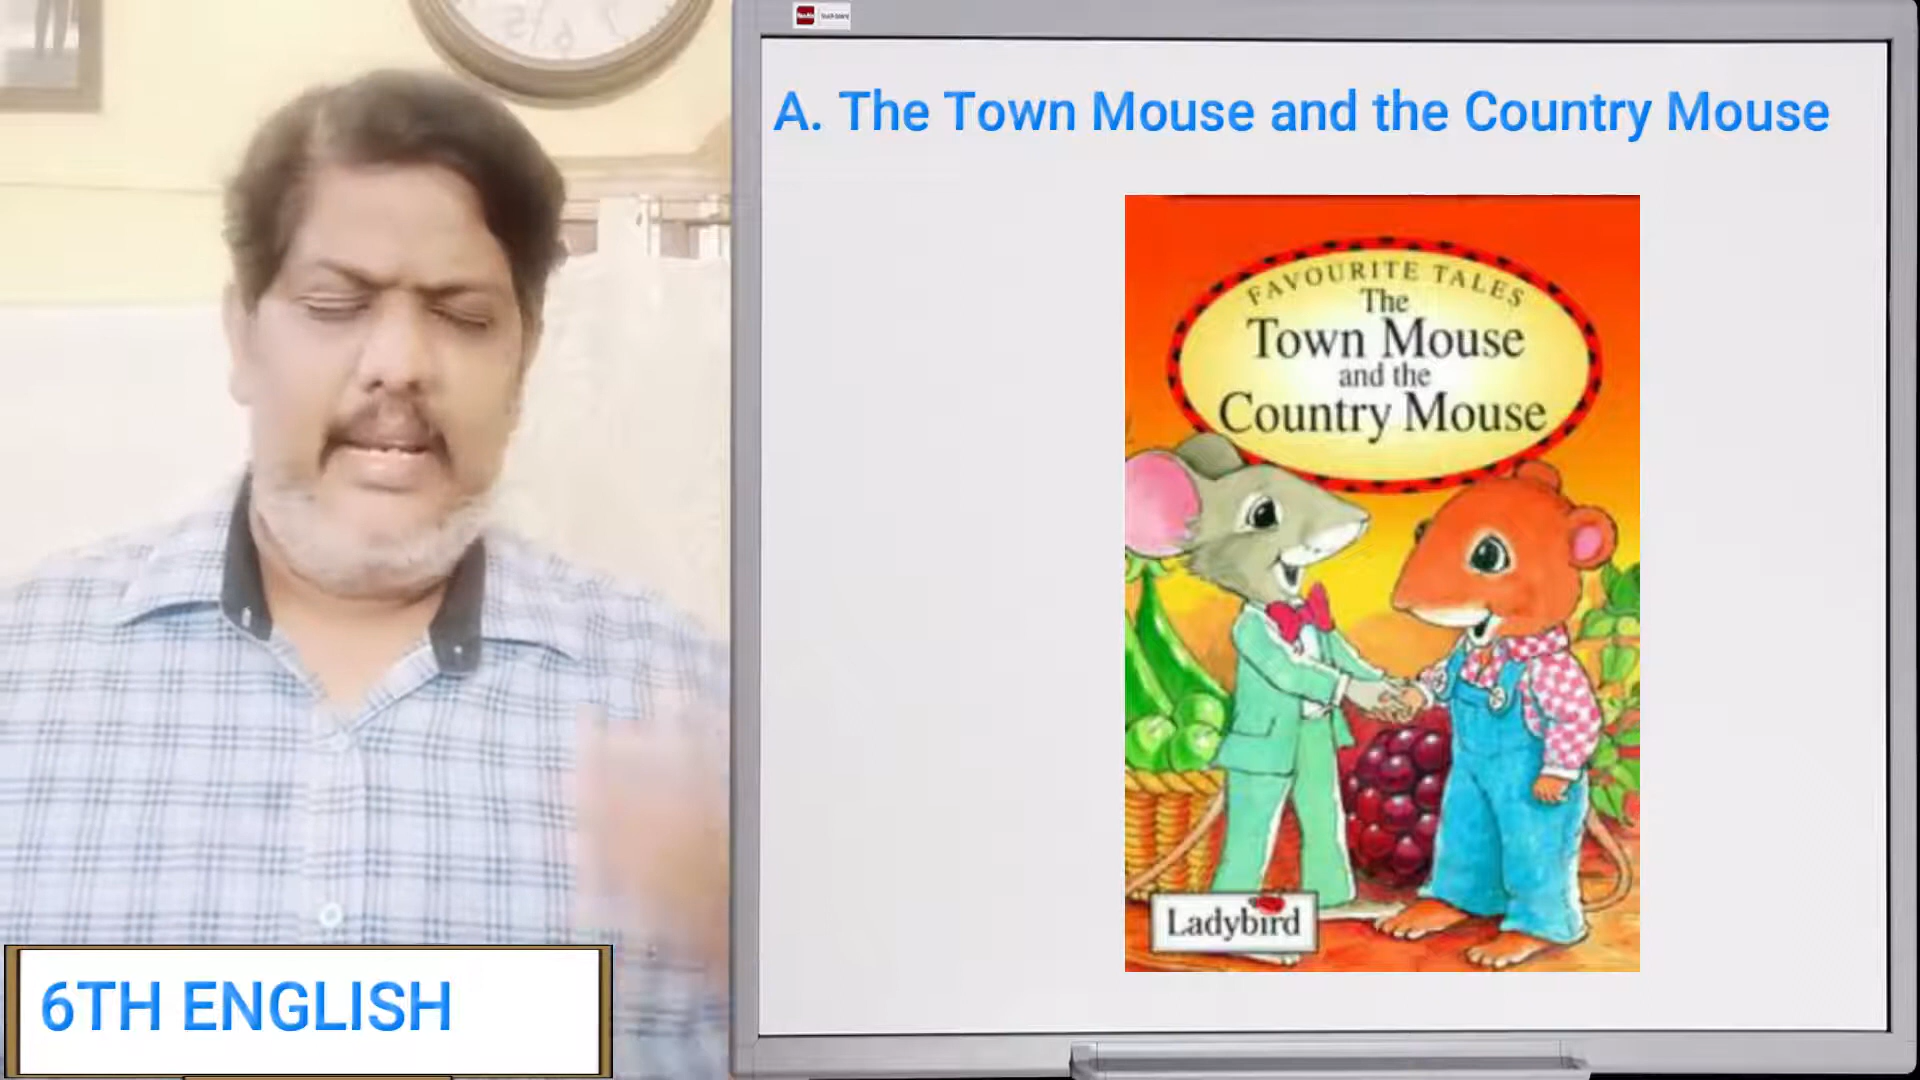 A. The Town Mouse and the Country Mouse
FAVOURITE TALES
The
Town Mouse
and the
Country Mouse
Ladybird
6TH ENGLISH